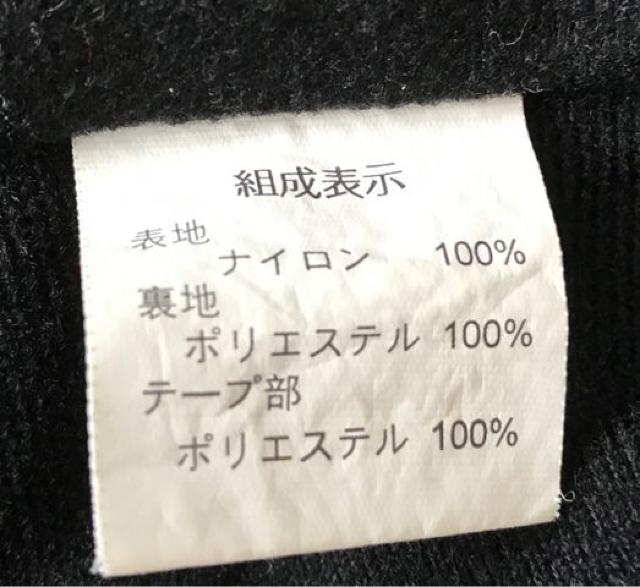 組成表示
表地
ナイロン 100%
裏地
ポリエステル 100%
テープ部
ポリエステル 100%